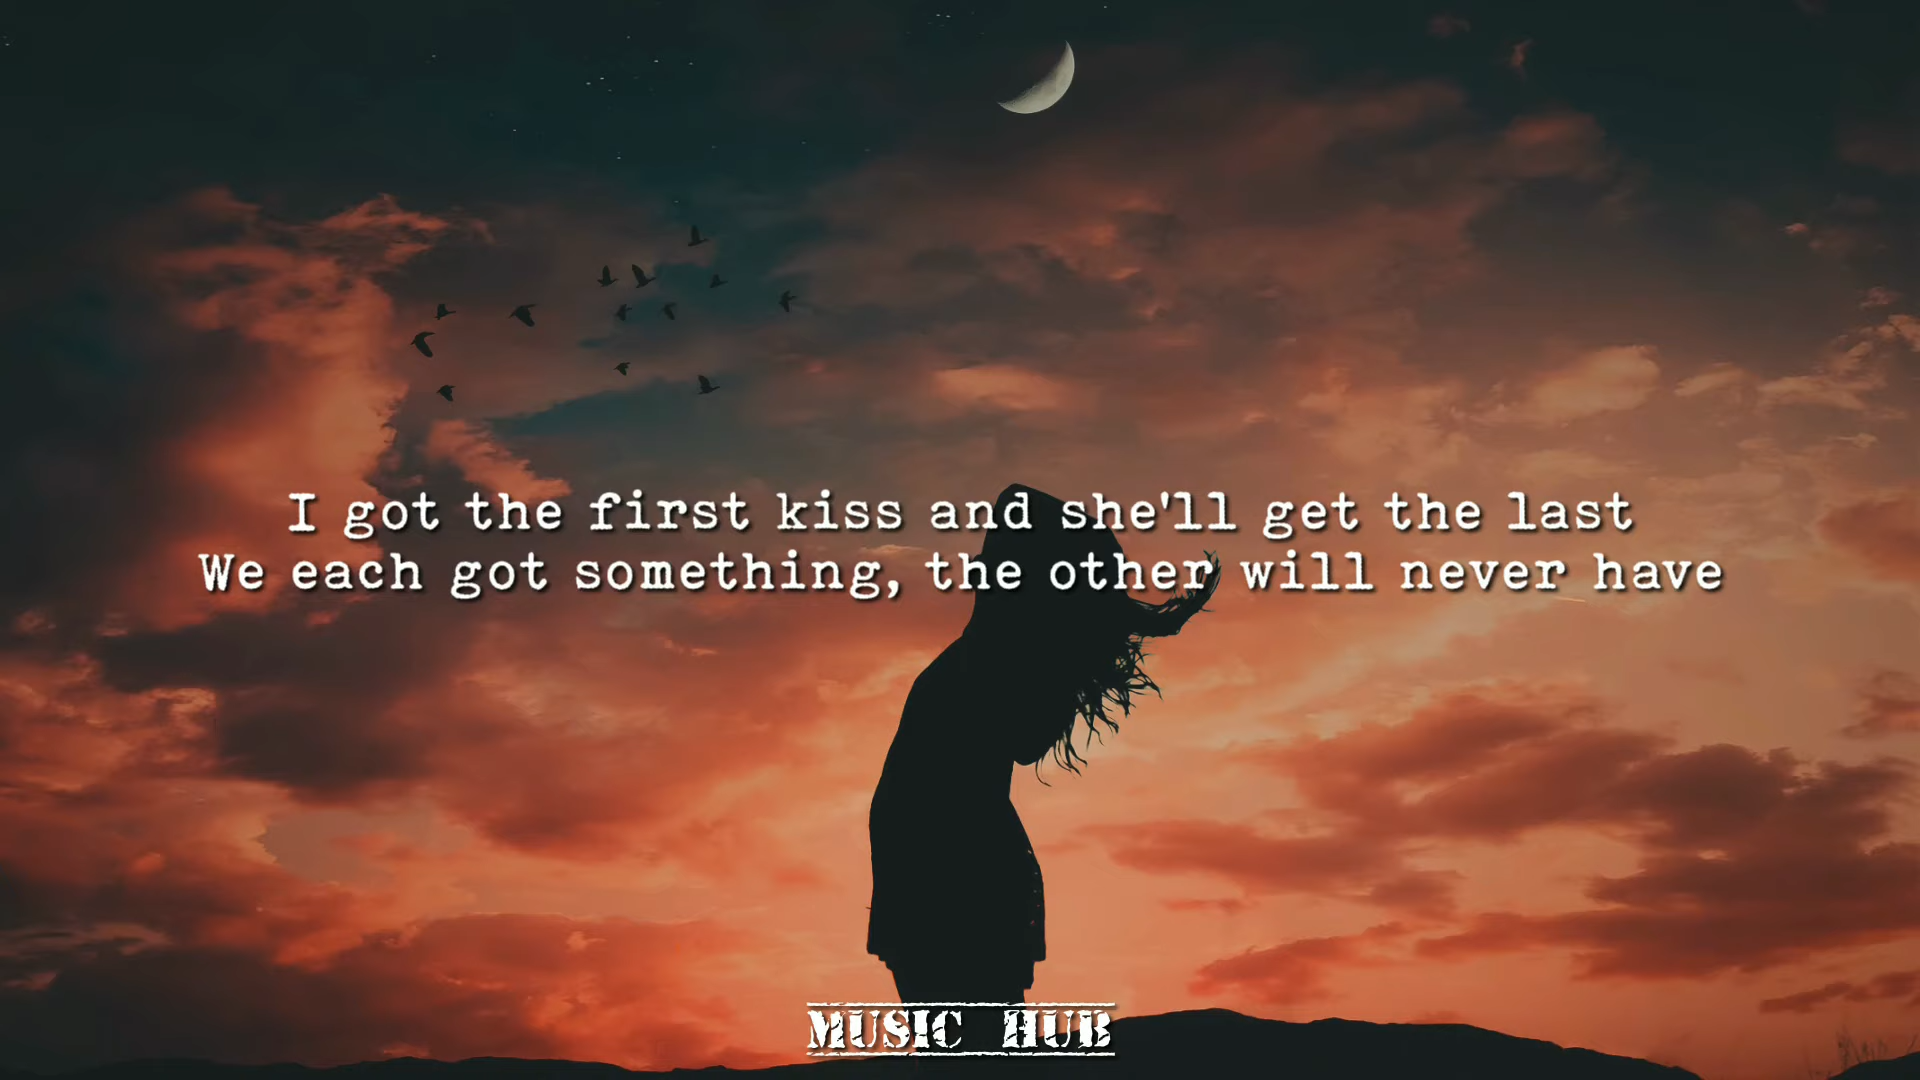 I got the first kiss and she'll get the last
We each got something, the other will never have
MUSIC HUB